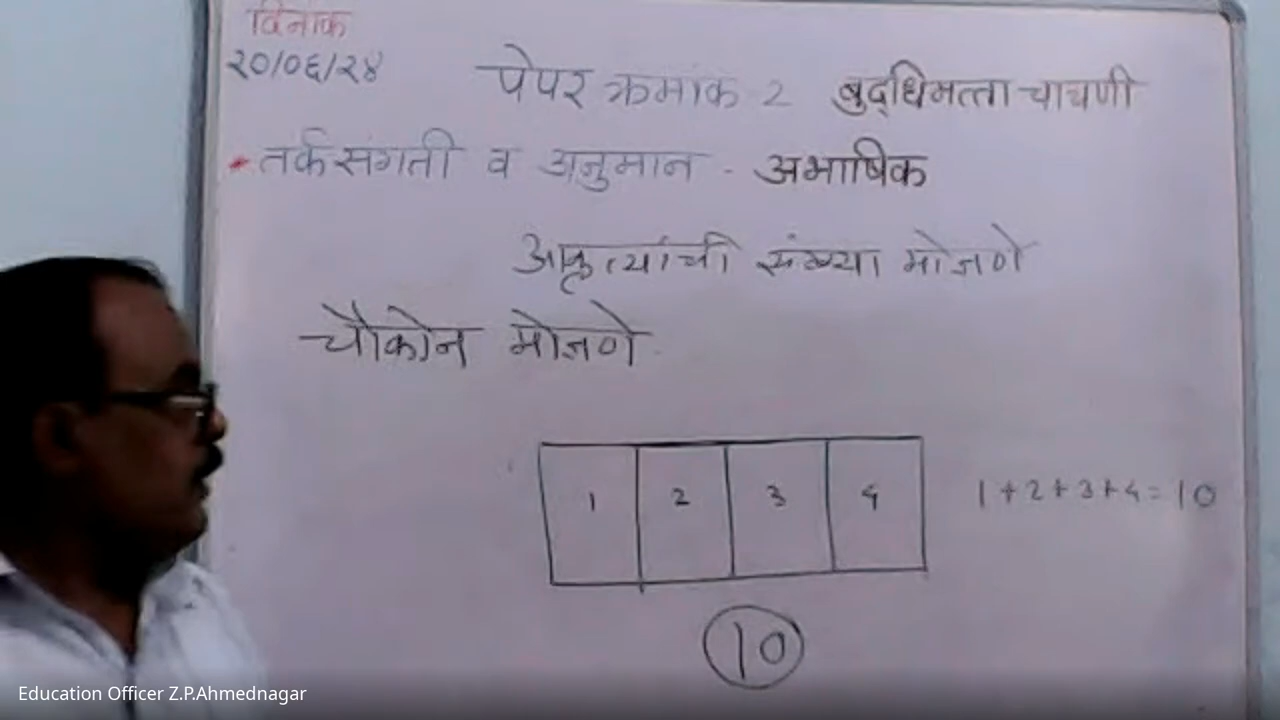 दिनांक
२०/०६/२४
पेपर क्रमांक 2 बुद्धिमत्ता चाचणी
* तर्कसंगती व अनुमान - अभाषिक
आकृत्यांची संख्या मोजणे
चौकोन मोजणे
1 2 3 4
1+2+3+4=10
10
Education Officer Z.P.Ahmednagar